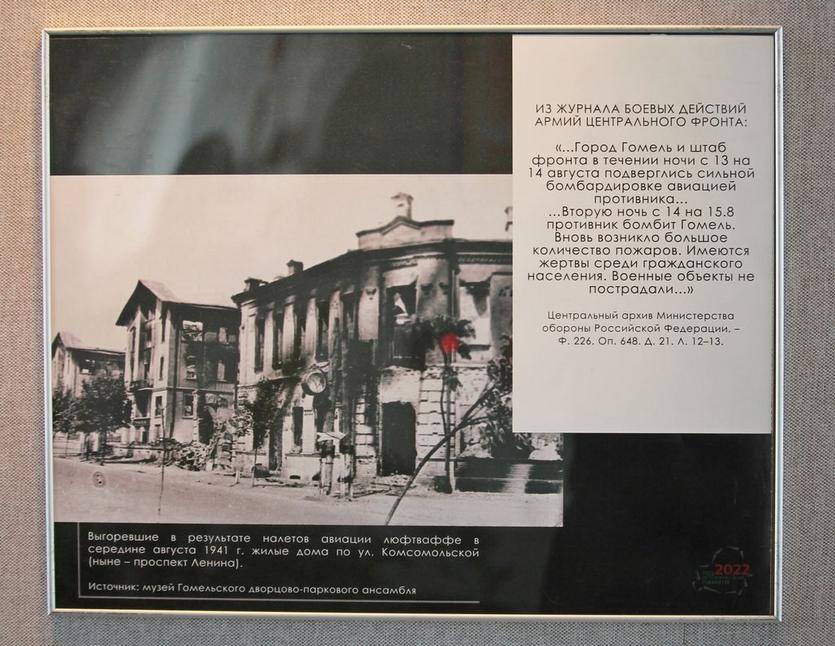 ИЗ ЖУРНАЛА БОЕВЫХ ДЕЙСТВИЙ
АРМИЙ ЦЕНТРАЛЬНОГО ФРОНТА:
«...Город Гомель и штаб
фронта в течении ночи с 13 на
14 августа подверглись сильной
бомбардировке авиацией
противника...
...Вторую ночь с 14 на 15.8
противник бомбит Гомель.
Вновь возникло большое
количество пожаров. Имеются
жертвы среди гражданского
населения. Военные объекты не
пострадали...»
Центральный архив Министерства
обороны Российской Федерации. –
Ф. 226. Оп. 648. Д. 21. Л. 12–13.
Выгоревшие в результате налетов авиации люфтваффе в
середине августа 1941 г. жилые дома по ул. Комсомольской
(ныне – проспект Ленина).
Источник: музей Гомельского дворцово-паркового ансамбля
2022